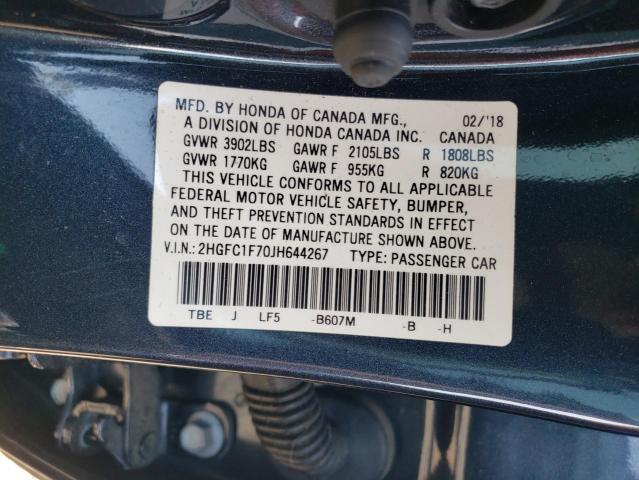 MFD. BY HONDA OF CANADA MFG., 02/'18
A DIVISION OF HONDA CANADA INC. CANADA
GVWR 3902LBS GAWR F 2105LBS R 1808LBS
GVWR 1770KG GAWR F 955KG R 820KG
THIS VEHICLE CONFORMS TO ALL APPLICABLE
FEDERAL MOTOR VEHICLE SAFETY, BUMPER,
AND THEFT PREVENTION STANDARDS IN EFFECT
ON THE DATE OF MANUFACTURE SHOWN ABOVE.
V.I.N.: 2HGFC1F70JH644267 TYPE: PASSENGER CAR
TBE J LF5 -B607M -B -H